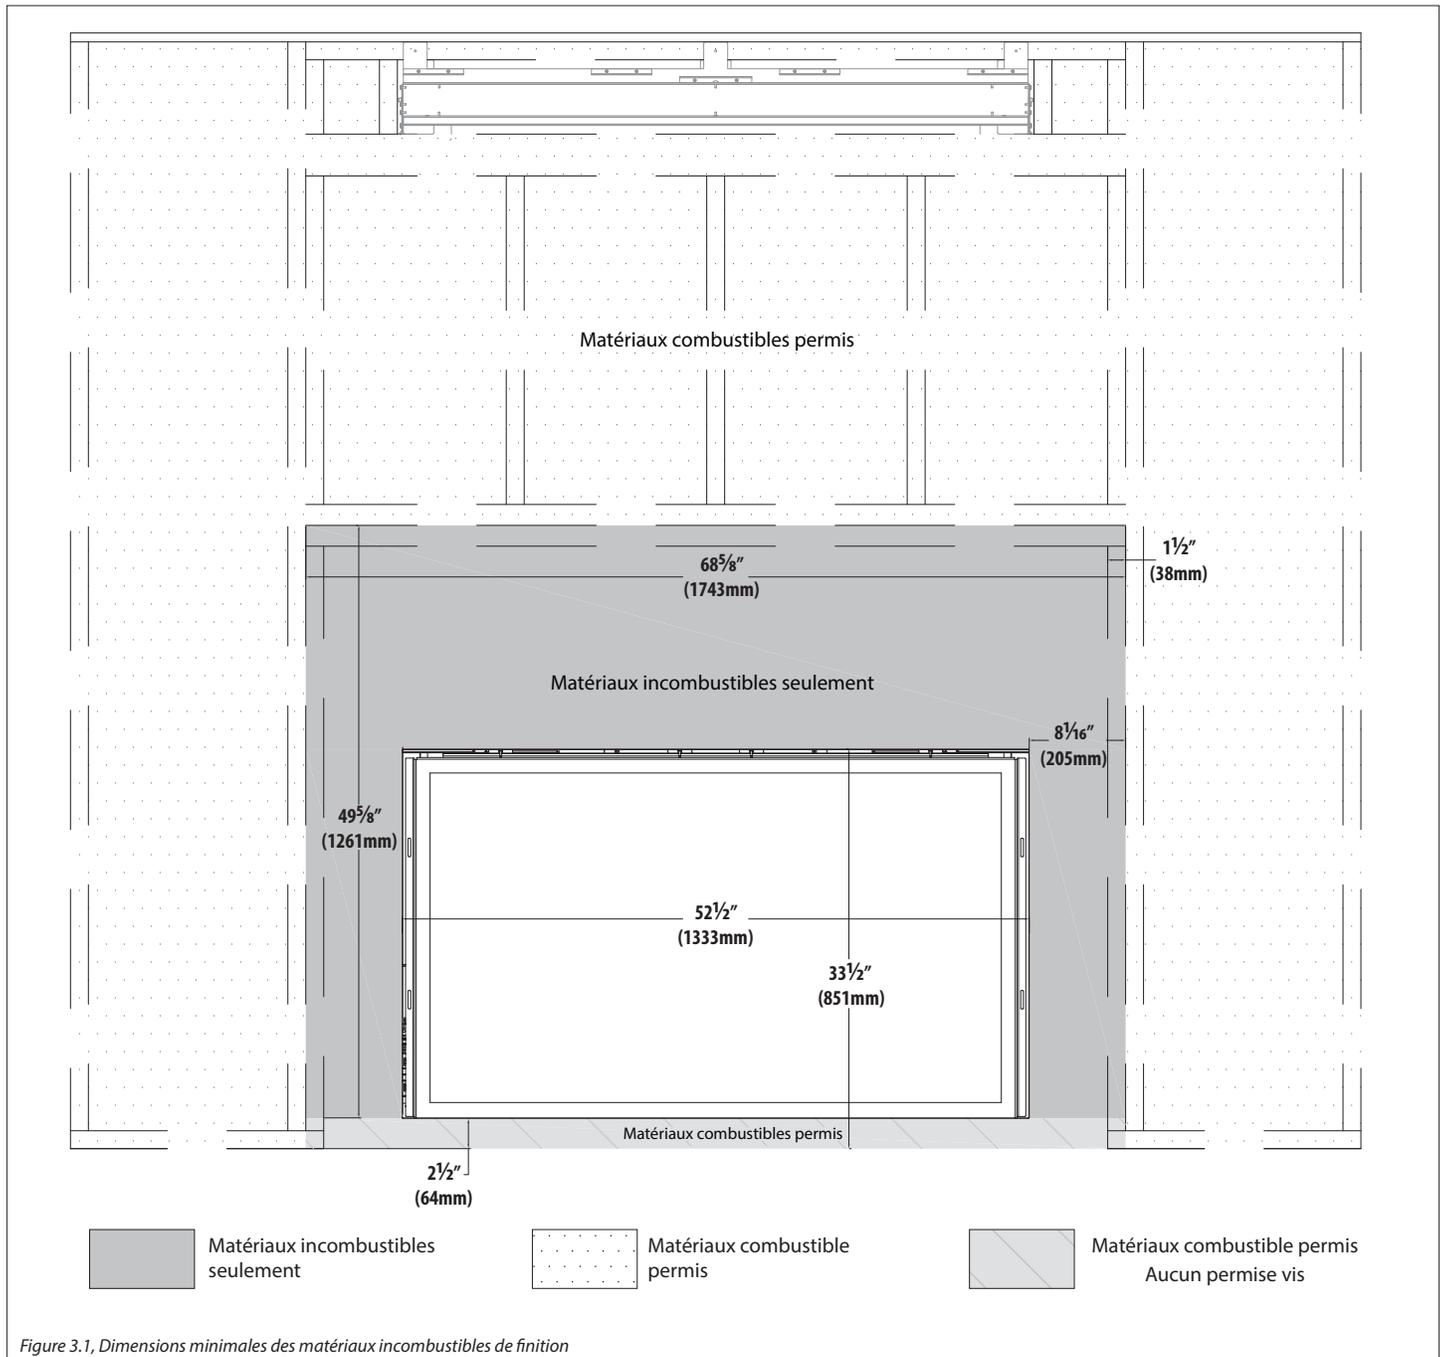 Matériaux combustibles permis
1½″
(38mm)
68⅝″
(1743mm)
Matériaux incombustibles seulement
8¹⁄₁₆″
(205mm)
49⅝″
(1261mm)
52½″
(1333mm)
33½″
(851mm)
Matériaux combustibles permis
2½″
(64mm)
Matériaux incombustibles
seulement
Matériaux combustible
permis
Matériaux combustible permis
Aucun permise vis
Figure 3.1, Dimensions minimales des matériaux incombustibles de finition